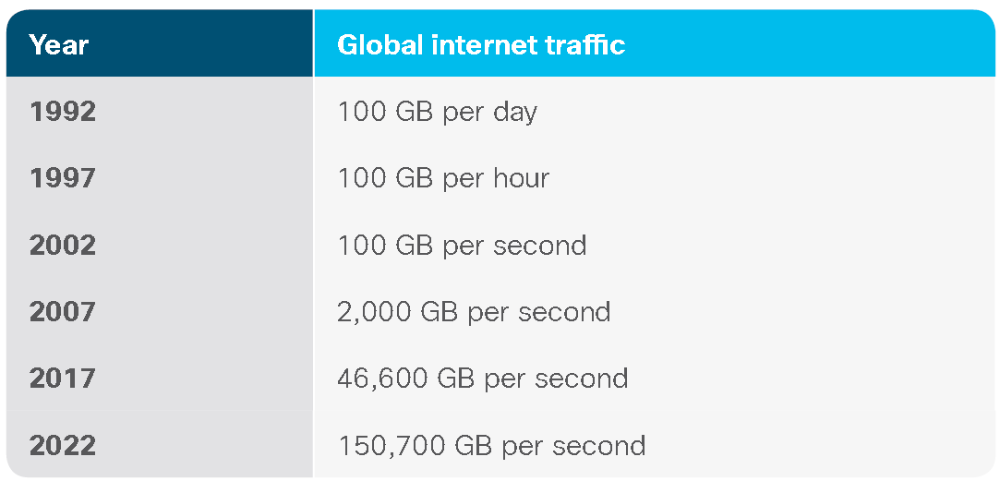 Year Global internet traffic
1992 100 GB per day
1997 100 GB per hour
2002 100 GB per second
2007 2,000 GB per second
2017 46,600 GB per second
2022 150,700 GB per second